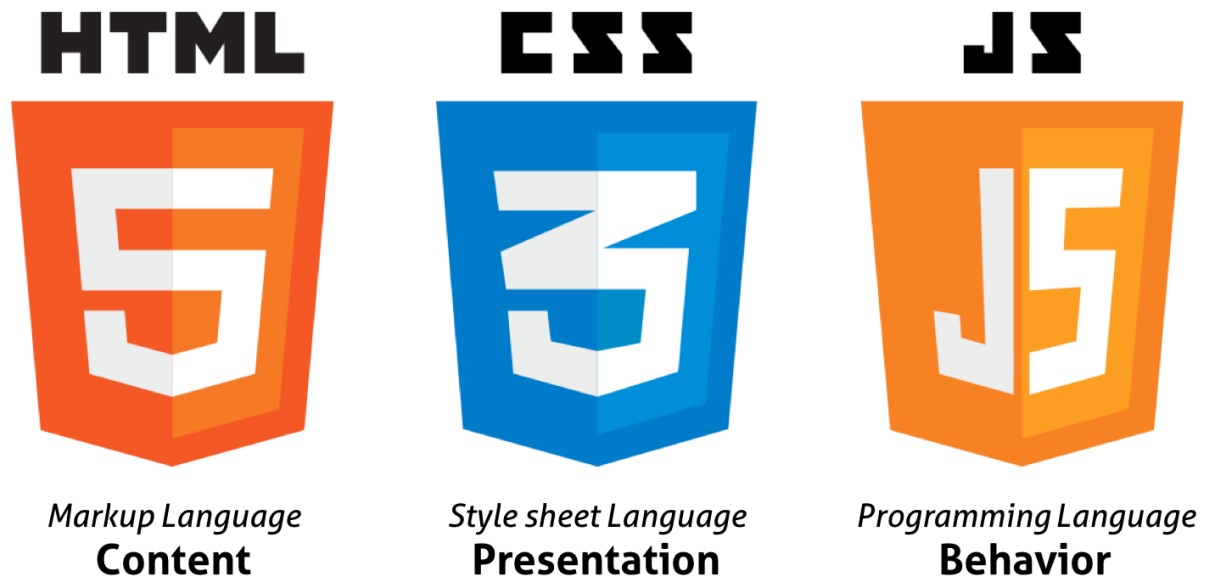 HTML CSS JS
5 3 JS
Markup Language Style sheet Language Programming Language
Content Presentation Behavior